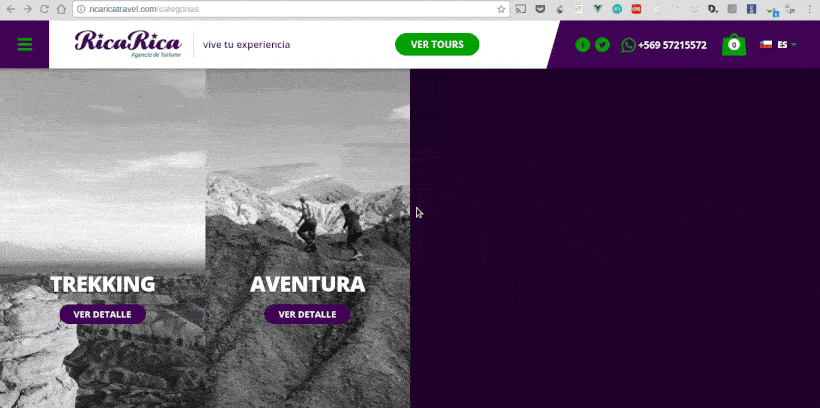 ricaricatravel.com/categorias
RicaRica
Agencia de Turismo
vive tu experiencia
VER TOURS
+569 57215572
0
ES
TREKKING
VER DETALLE
AVENTURA
VER DETALLE